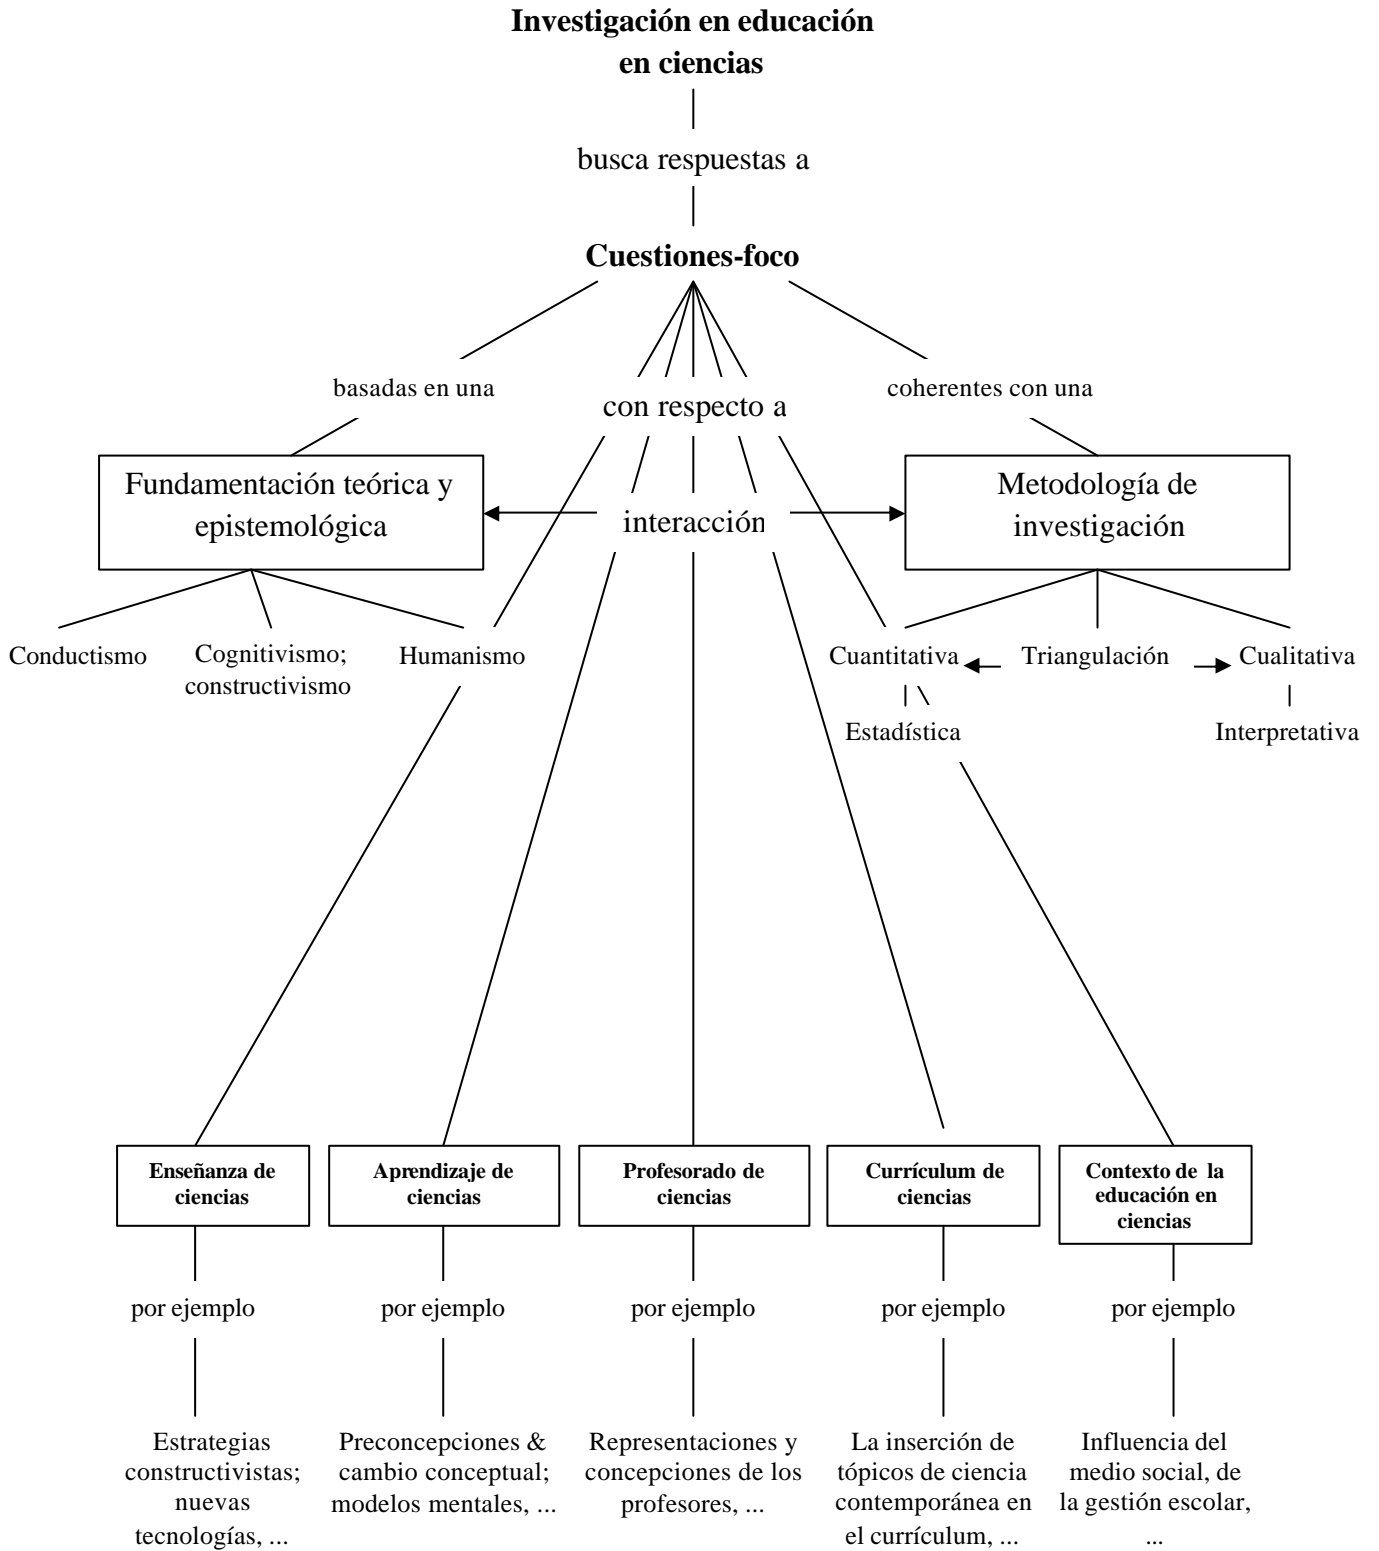 Investigación en educación
en ciencias
busca respuestas a
Cuestiones-foco
basadas en una
con respecto a
coherentes con una
Fundamentación teórica y
epistemológica
interacción
Metodología de
investigación
Conductismo
Cognitivismo;
constructivismo
Humanismo
Cuantitativa
Triangulación
Cualitativa
Estadística
Interpretativa
Enseñanza de
ciencias
Aprendizaje de
ciencias
Profesorado de
ciencias
Currículum de
ciencias
Contexto de la
educación en
ciencias
por ejemplo
por ejemplo
por ejemplo
por ejemplo
por ejemplo
Estrategias
constructivistas;
nuevas
tecnologías, ...
Preconcepciones &
cambio conceptual;
modelos mentales, ...
Representaciones y
concepciones de los
profesores, ...
La inserción de
tópicos de ciencia
contemporánea en
el currículum, ...
Influencia del
medio social, de
la gestión escolar,
...